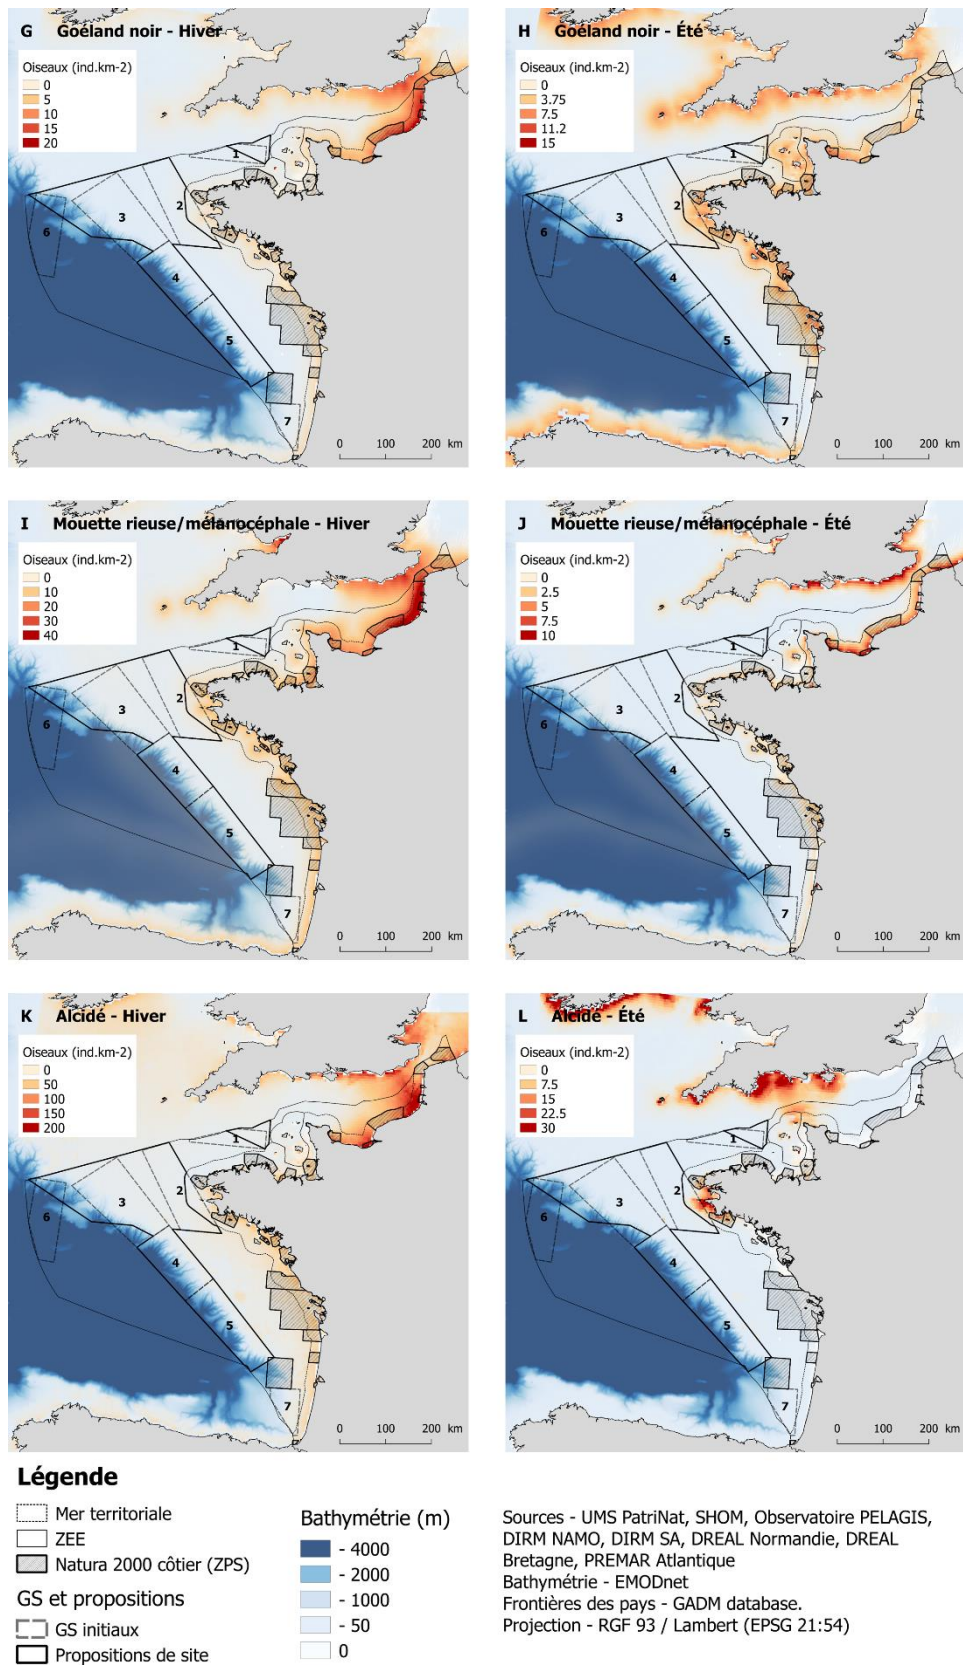 G Goéland noir - Hiver
Oiseaux (ind.km-2)
0
5
10
15
20
1
2
3
4
5
6
7
0 100 200 km
H Goéland noir - Été
Oiseaux (ind.km-2)
0
3.75
7.5
11.2
15
1
2
3
4
5
6
7
0 100 200 km
I Mouette rieuse/mélanocéphale - Hiver
Oiseaux (ind.km-2)
0
10
20
30
40
1
2
3
4
5
6
7
0 100 200 km
J Mouette rieuse/mélanocéphale - Été
Oiseaux (ind.km-2)
0
2.5
5
7.5
10
1
2
3
4
5
6
7
0 100 200 km
K Alcidé - Hiver
Oiseaux (ind.km-2)
0
50
100
150
200
1
2
3
4
5
6
7
0 100 200 km
L Alcidé - Été
Oiseaux (ind.km-2)
0
7.5
15
22.5
30
1
2
3
4
5
6
7
0 100 200 km
Légende
Mer territoriale
ZEE
Natura 2000 côtier (ZPS)
GS et propositions
GS initiaux
Propositions de site
Bathymétrie (m)
- 4000
- 2000
- 1000
- 50
0
Sources - UMS PatriNat, SHOM, Observatoire PELAGIS,
DIRM NAMO, DIRM SA, DREAL Normandie, DREAL
Bretagne, PREMAR Atlantique
Bathymétrie - EMODnet
Frontières des pays - GADM database.
Projection - RGF 93 / Lambert (EPSG 21:54)